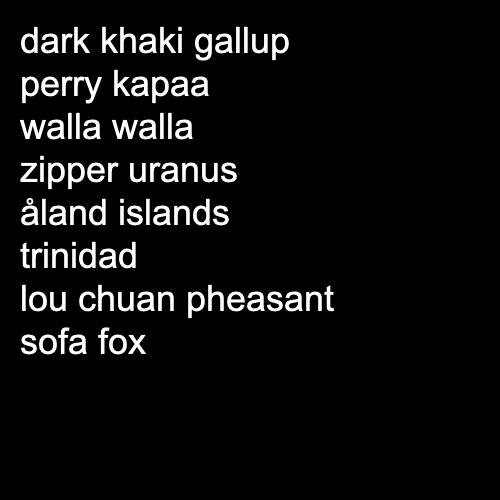 dark khaki gallup
perry kapaa
walla walla
zipper uranus
åland islands
trinidad
lou chuan pheasant
sofa fox